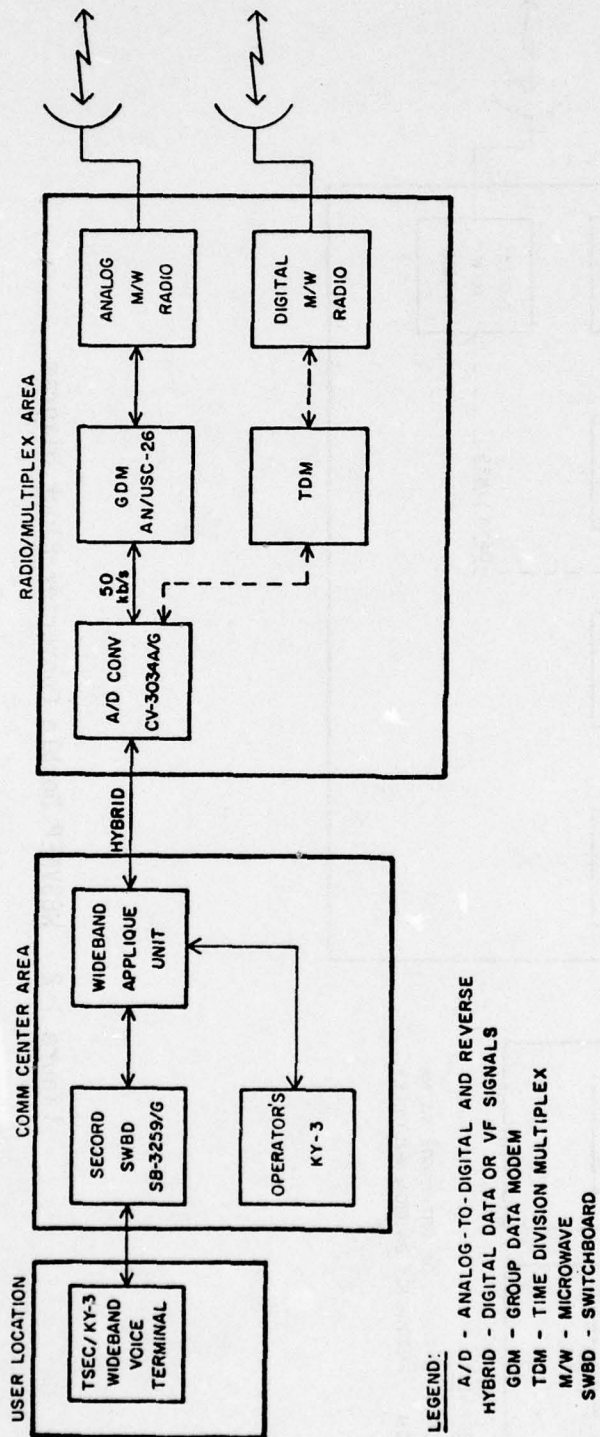 USER LOCATION
TSEC/KY-3
WIDEBAND
VOICE
TERMINAL
COMM CENTER AREA
SECORD
SWBD
SB-3259/G
WIDEBAND
APPLIQUE
UNIT
OPERATOR'S
KY-3
HYBRID
RADIO/MULTIPLEX AREA
A/D CONV
CV-3034A/G
50
kb/s
GDM
AN/USC-26
ANALOG
M/W
RADIO
TDM
DIGITAL
M/W
RADIO
LEGEND:
A/D - ANALOG-TO-DIGITAL AND REVERSE
HYBRID - DIGITAL DATA OR VF SIGNALS
GDM - GROUP DATA MODEM
TDM - TIME DIVISION MULTIPLEX
M/W - MICROWAVE
SWBD - SWITCHBOARD